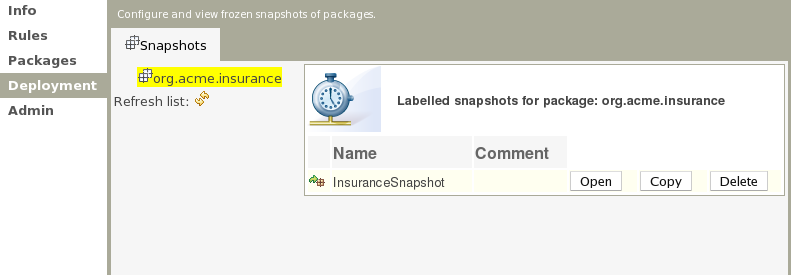 Info
Rules
Packages
Deployment
Admin
Configure and view frozen snapshots of packages.
Snapshots
org.acme.insurance
Refresh list:
Labelled snapshots for package: org.acme.insurance
Name Comment
InsuranceSnapshot Open Copy Delete